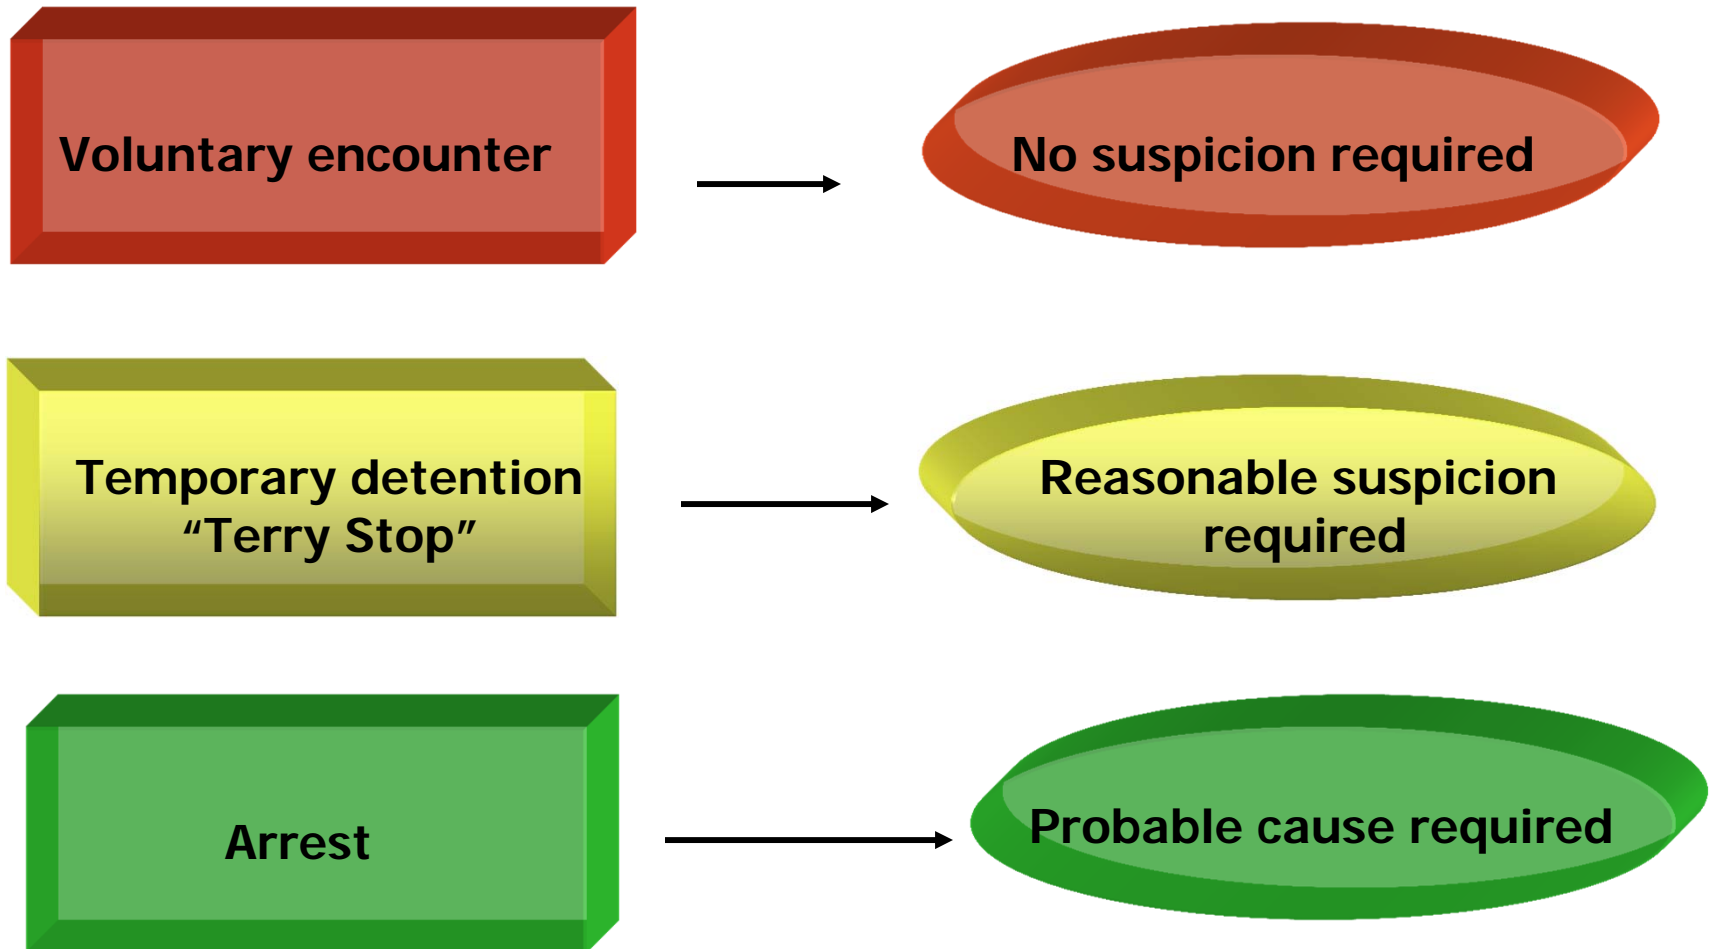 Voluntary encounter
No suspicion required
Temporary detention
“Terry Stop”
Reasonable suspicion
required
Arrest
Probable cause required